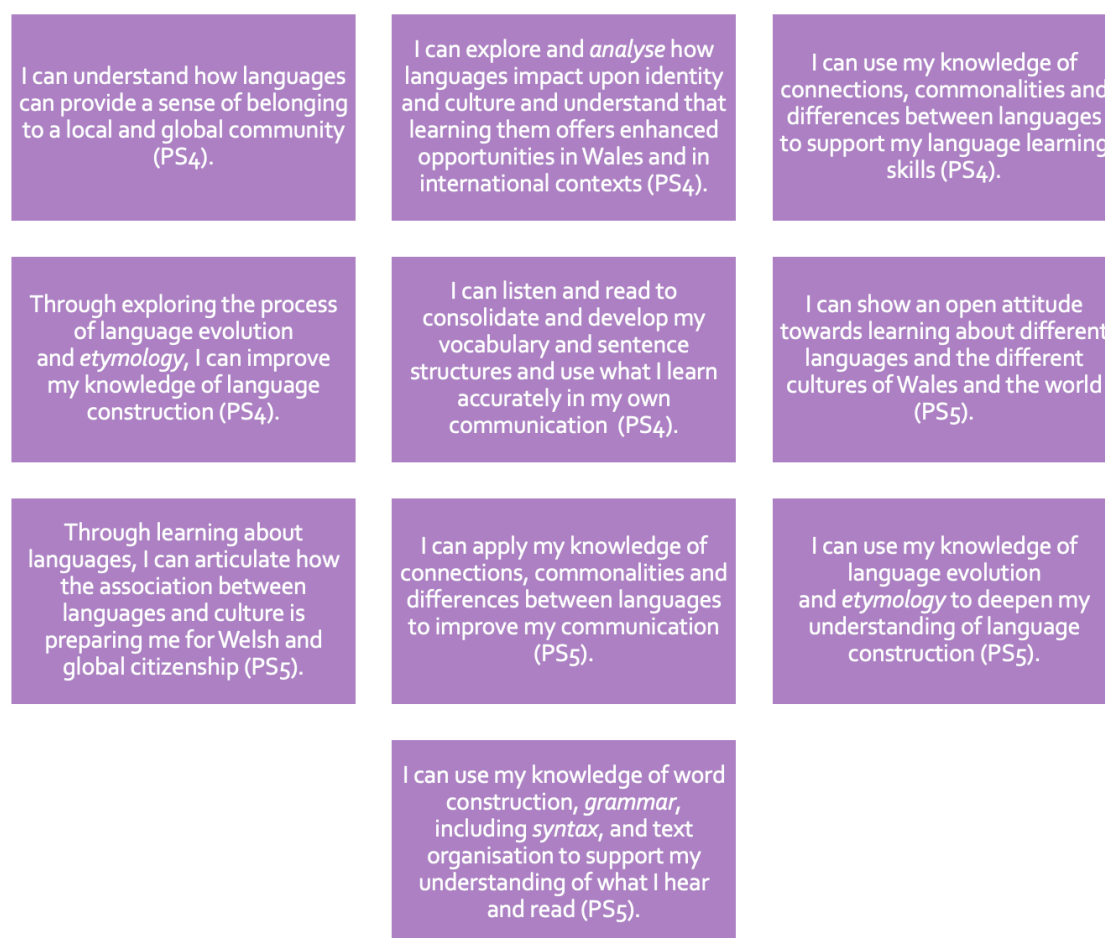 I can understand how languages
can provide a sense of belonging
to a local and global community
(PS4).
I can explore and analyse how
languages impact upon identity
and culture and understand that
learning them offers enhanced
opportunities in Wales and in
international contexts (PS4).
I can use my knowledge of
connections, commonalities and
differences between languages
to support my language learning
skills (PS4).
Through exploring the process
of language evolution
and etymology, I can improve
my knowledge of language
construction (PS4).
I can listen and read to
consolidate and develop my
vocabulary and sentence
structures and use what I learn
accurately in my own
communication (PS4).
I can show an open attitude
towards learning about different
languages and the different
cultures of Wales and the world
(PS5).
Through learning about
languages, I can articulate how
the association between
languages and culture is
preparing me for Welsh and
global citizenship (PS5).
I can apply my knowledge of
connections, commonalities and
differences between languages
to improve my communication
(PS5).
I can use my knowledge of
language evolution
and etymology to deepen my
understanding of language
construction (PS5).
I can use my knowledge of word
construction, grammar,
including syntax, and text
organisation to support my
understanding of what I hear
and read (PS5).